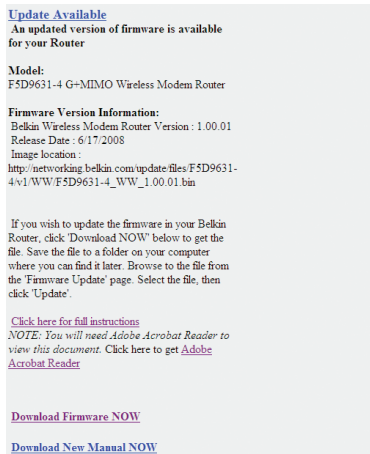 Update Available
An updated version of firmware is available
for your Router
Model:
F5D9631-4 G+MIMO Wireless Modem Router
Firmware Version Information:
Belkin Wireless Modem Router Version : 1.00.01
Release Date : 6/17/2008
Image location :
http://networking.belkin.com/update/files/F5D9631-
4/v1/WW/F5D9631-4_WW_1.00.01.bin
If you wish to update the firmware in your Belkin
Router, click 'Download NOW' below to get the
file. Save the file to a folder on your computer
where you can find it later. Browse to the file from
the 'Firmware Update' page. Select the file, then
click 'Update'.
Click here for full instructions
NOTE: You will need Adobe Acrobat Reader to
view this document. Click here to get Adobe
Acrobat Reader
Download Firmware NOW
Download New Manual NOW